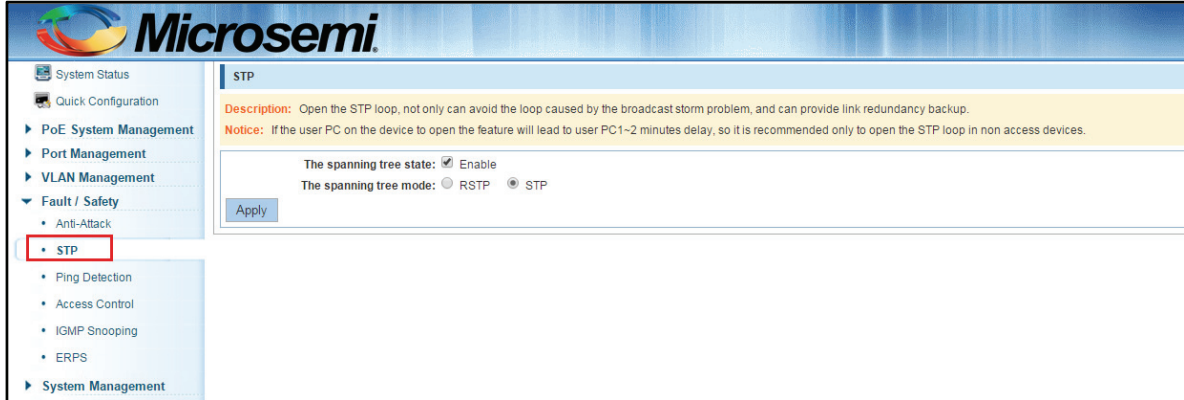 Microsemi.
System Status
Quick Configuration
PoE System Management
Port Management
VLAN Management
Fault / Safety
• Anti-Attack
• STP
• Ping Detection
• Access Control
• IGMP Snooping
• ERPS
System Management
STP
Description: Open the STP loop, not only can avoid the loop caused by the broadcast storm problem, and can provide link redundancy backup.
Notice: If the user PC on the device to open the feature will lead to user PC1~2 minutes delay, so it is recommended only to open the STP loop in non access devices.
The spanning tree state: Enable
The spanning tree mode: RSTP STP
Apply